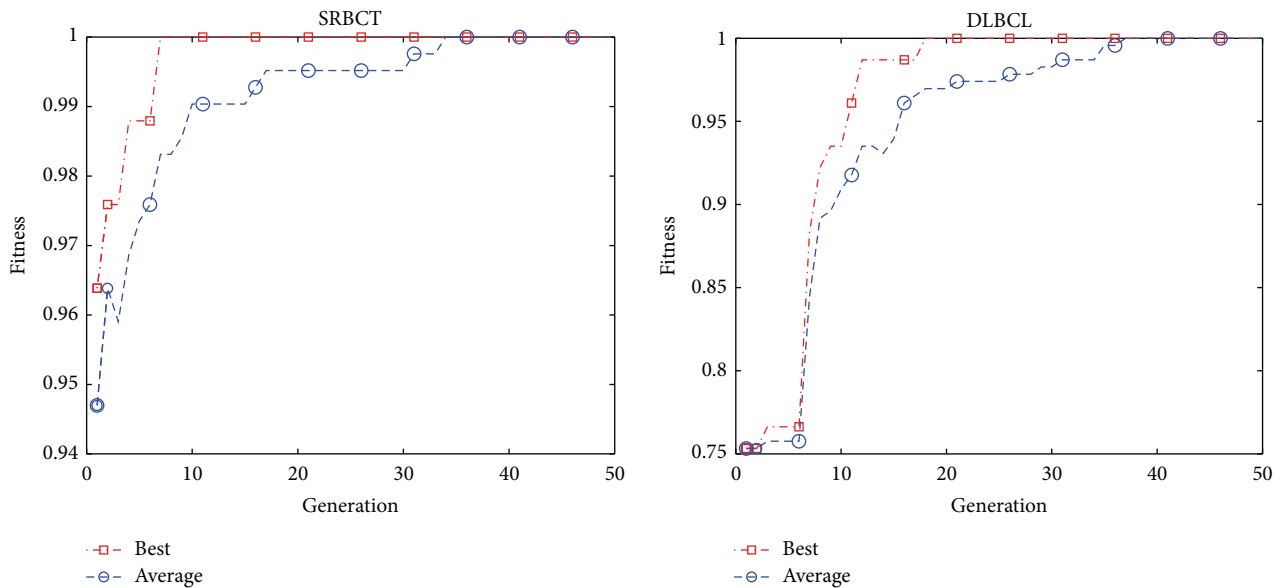 SRBCT
1
0.99
0.98
0.97
0.96
0.95
0.94
Fitness
0 10 20 30 40 50
Generation
Best
Average
DLBCL
1
0.95
0.9
0.85
0.8
0.75
Fitness
0 10 20 30 40 50
Generation
Best
Average